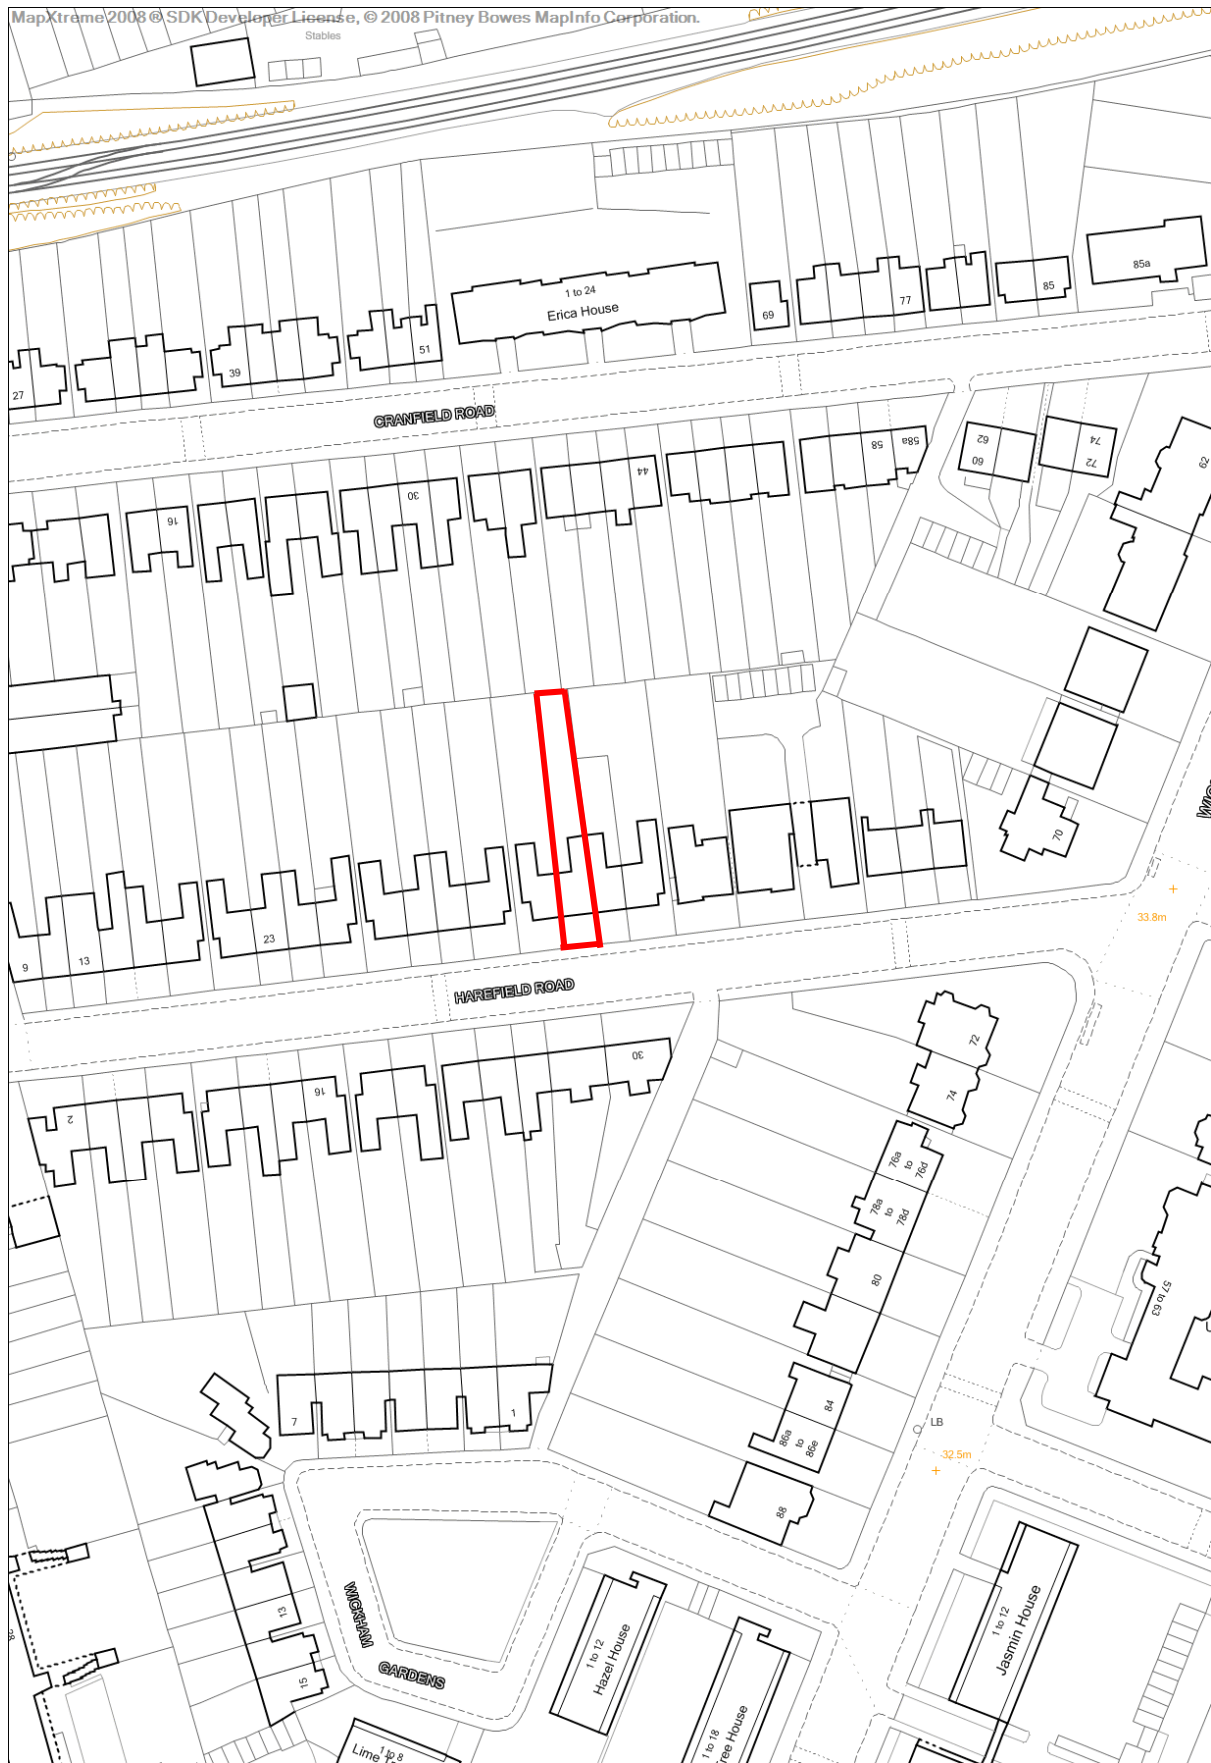 MapXtreme 2008 ® SDK Developer License, © 2008 Pitney Bowes MapInfo Corporation.
Stables
85a
85
1 to 24
Erica House
77
69
51
39
27
CRANFIELD ROAD
62
60
74
72
58a
58
44
30
16
62
70
33.8m
23
13
9
HAREFIELD ROAD
72
30
74
16
2
76a
to
76d
78a
to
78d
80
57 to 63
84
7
1
86a
to
86e
LB
32.5m
88
WICKHAM
GARDENS
13
15
1 to 12
Hazel House
1 to 12
Jasmin House
1 to 18
1 to 8
Lime